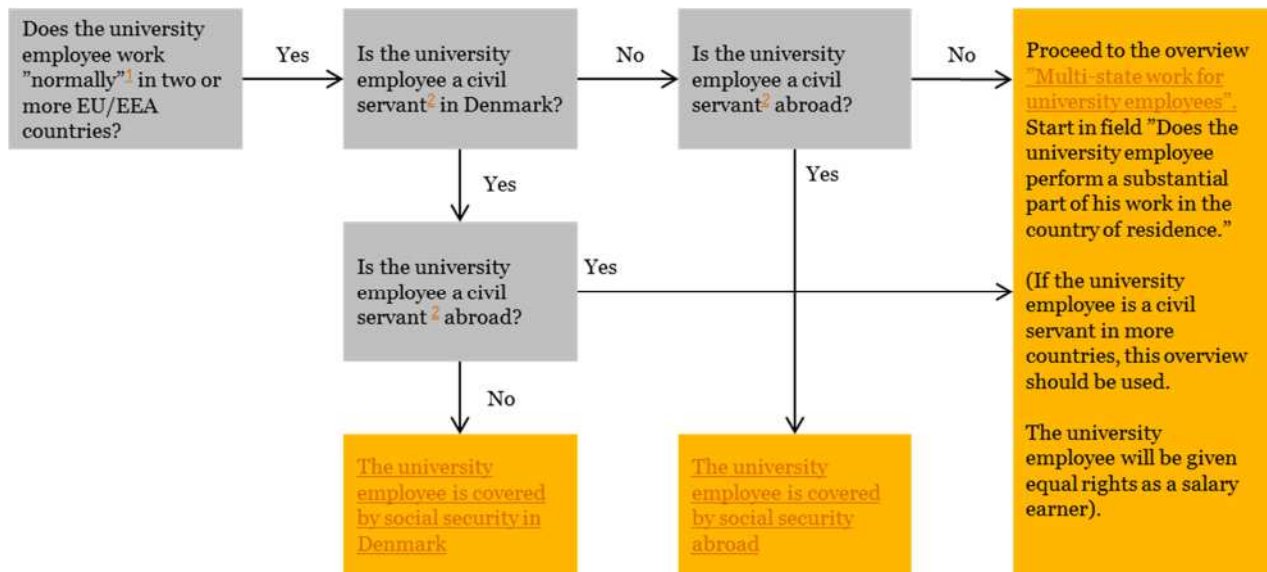 Does the university
employee work
”normally”1 in two or
more EU/EEA
countries?
Yes
Is the university
employee a civil
servant2 in Denmark?
No
Is the university
employee a civil
servant2 abroad?
No
Proceed to the overview
”Multi-state work for
university employees”.
Start in field ”Does the
university employee
perform a substantial
part of his work in the
country of residence.”
(If the university
employee is a civil
servant in more
countries, this overview
should be used.
The university
employee will be given
equal rights as a salary
earner).
Yes
Yes
Is the university
employee a civil
servant 2 abroad?
Yes
No
The university
employee is covered
by social security in
Denmark
The university
employee is covered
by social security
abroad